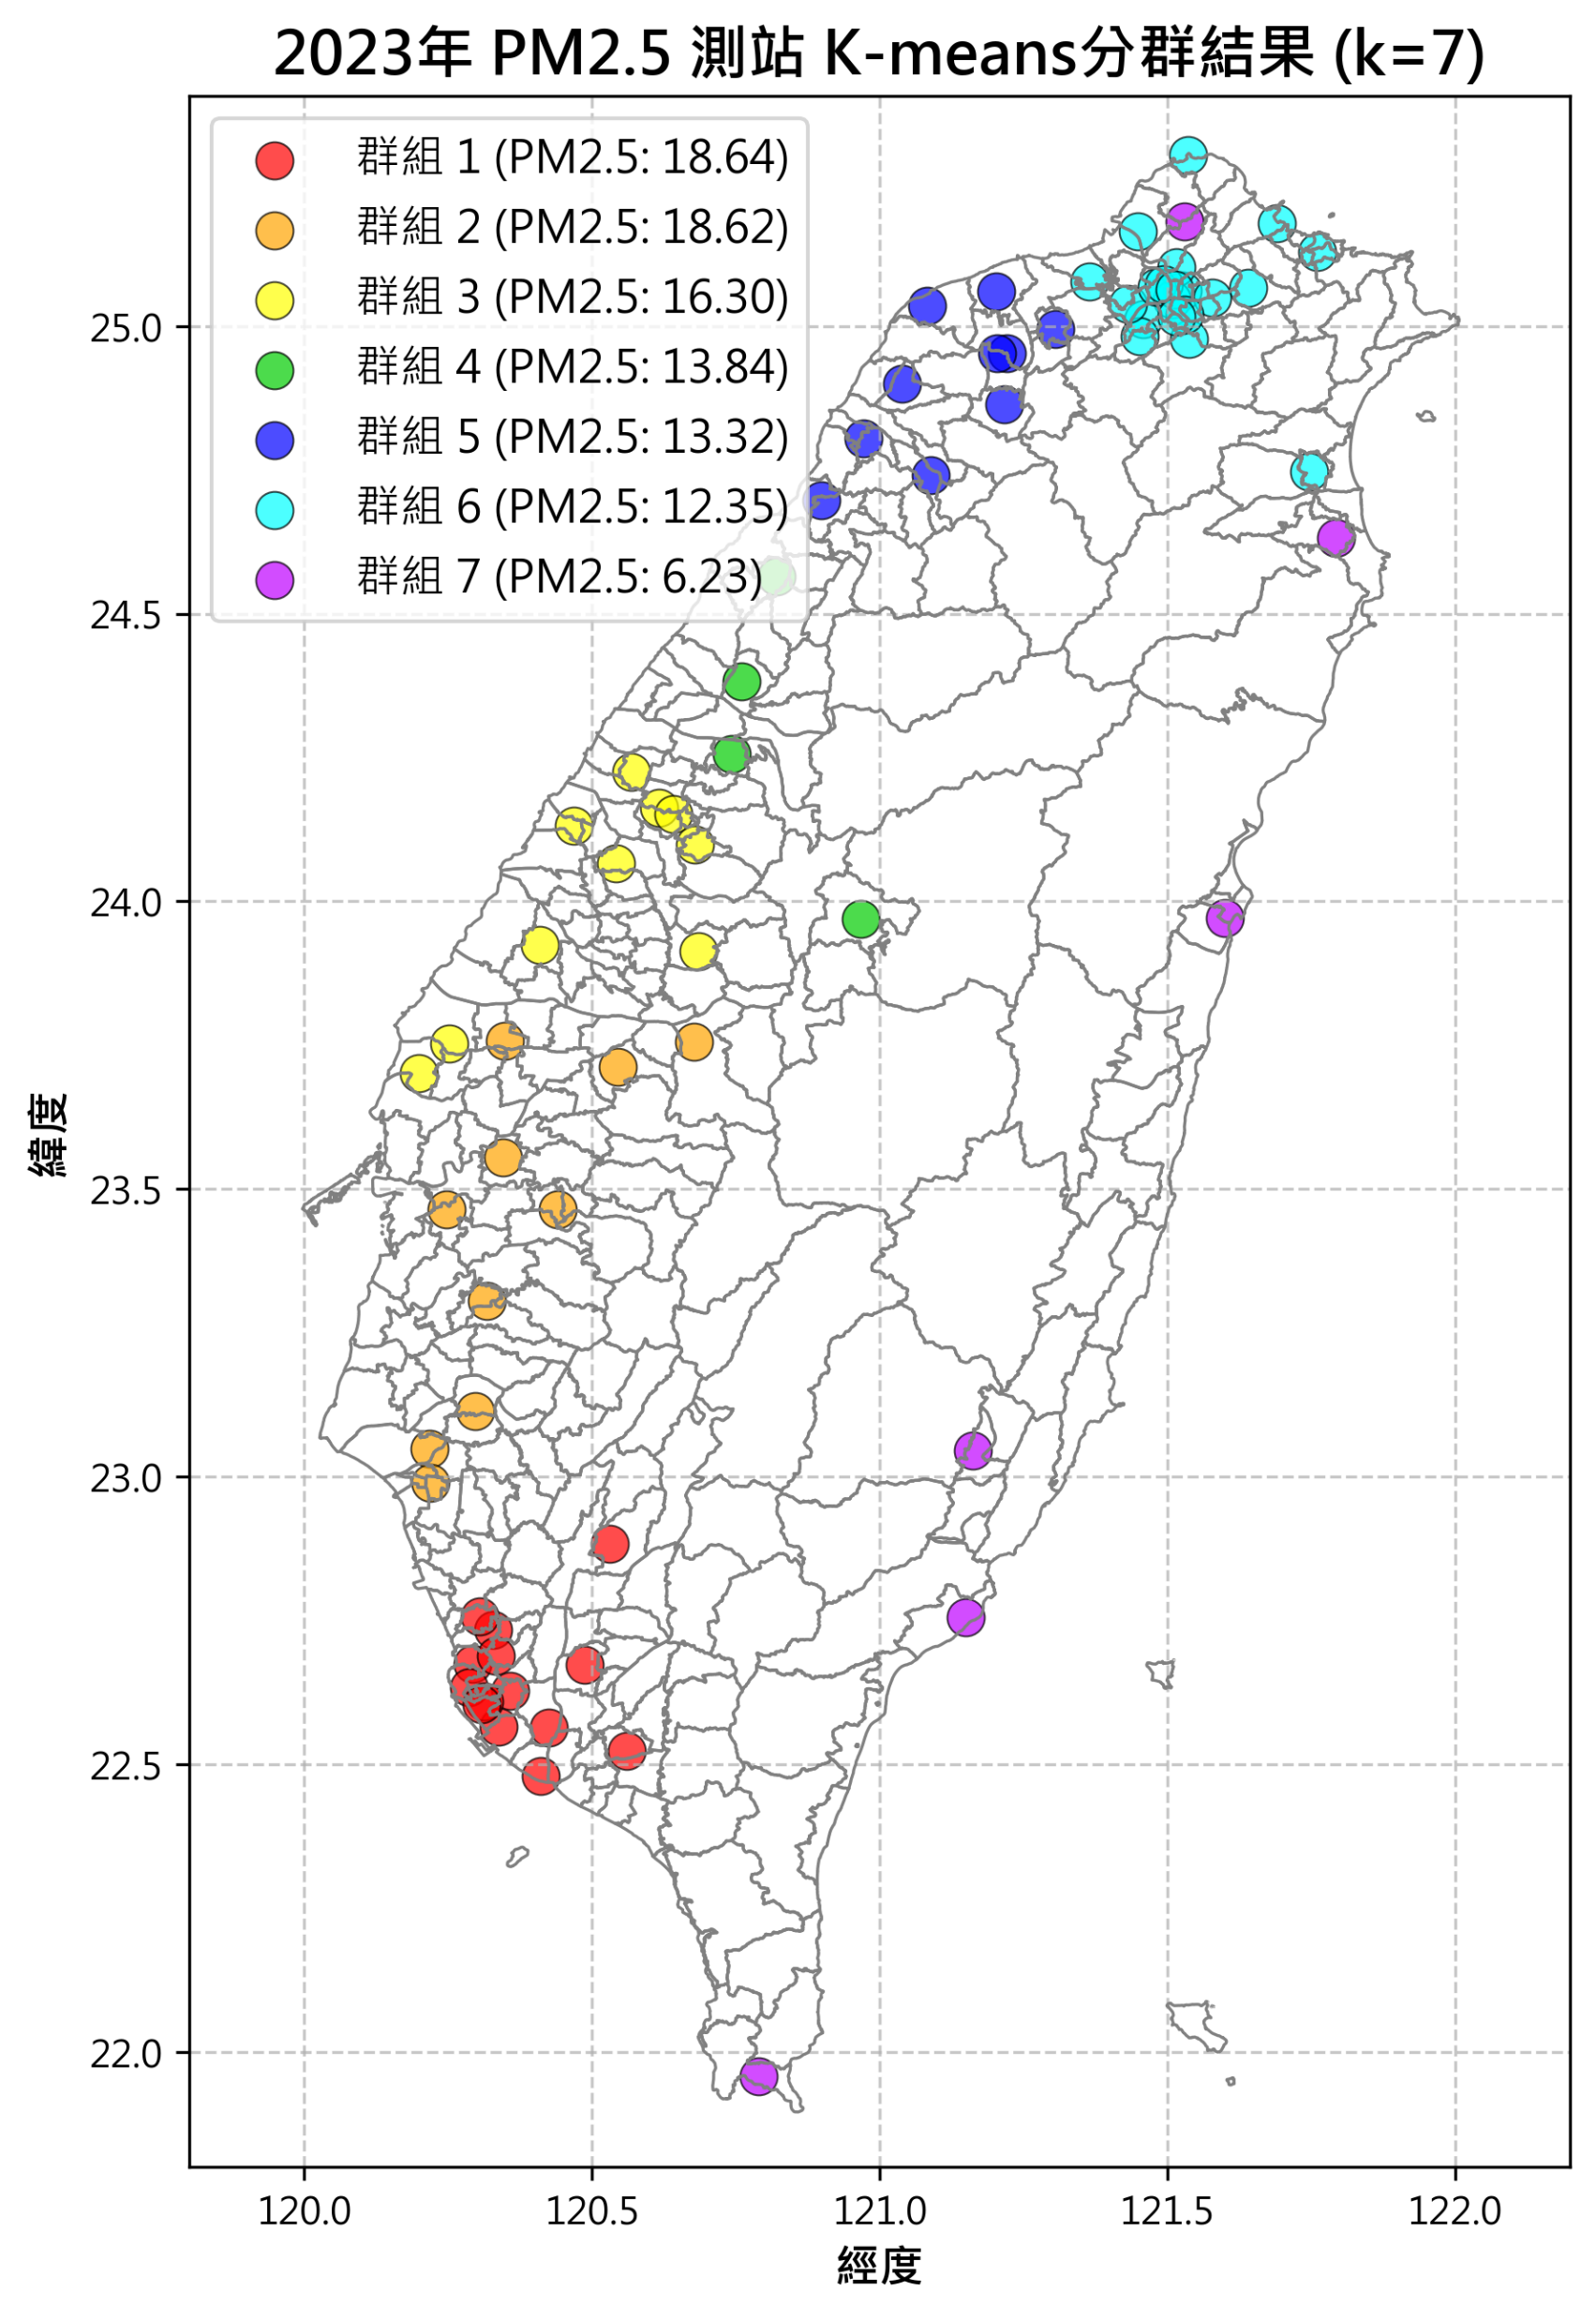 2023年 PM2.5 測站 K-means分群結果 (k=7)
群組 1 (PM2.5: 18.64)
群組 2 (PM2.5: 18.62)
群組 3 (PM2.5: 16.30)
群組 4 (PM2.5: 13.84)
群組 5 (PM2.5: 13.32)
群組 6 (PM2.5: 12.35)
群組 7 (PM2.5: 6.23)
緯度
25.0
24.5
24.0
23.5
23.0
22.5
22.0
120.0 120.5 121.0 121.5 122.0
經度